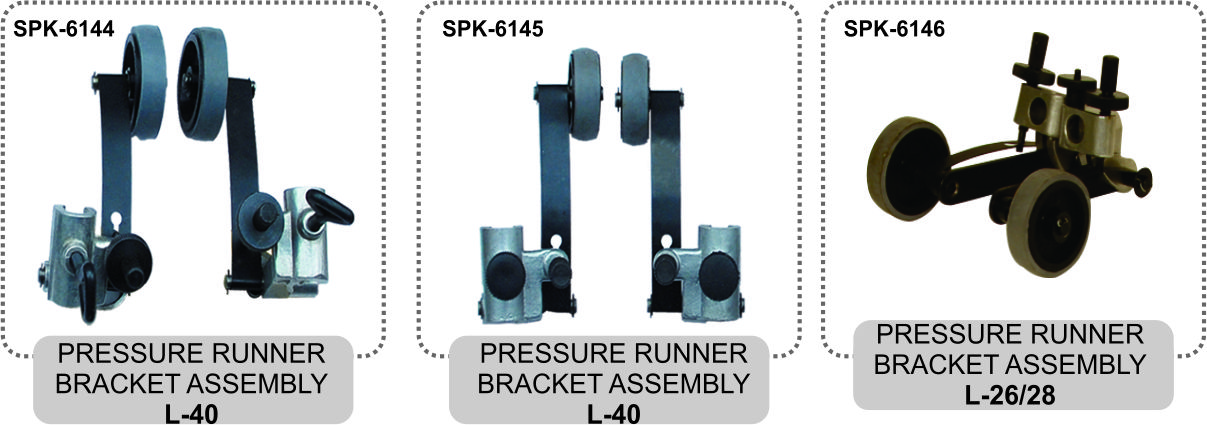 SPK-6144
PRESSURE RUNNER
BRACKET ASSEMBLY
L-40
SPK-6145
PRESSURE RUNNER
BRACKET ASSEMBLY
L-40
SPK-6146
PRESSURE RUNNER
BRACKET ASSEMBLY
L-26/28